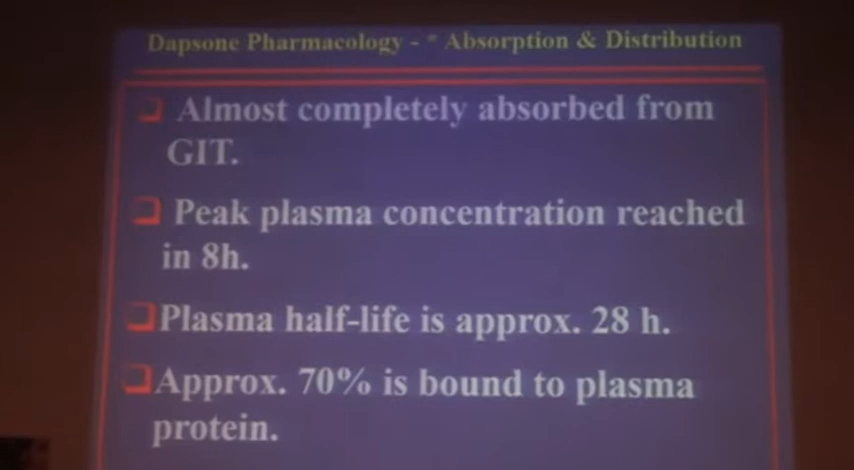 Dapsone Pharmacology - * Absorption & Distribution
Almost completely absorbed from
GIT.
Peak plasma concentration reached
in 8h.
Plasma half-life is approx. 28 h.
Approx. 70% is bound to plasma
protein.